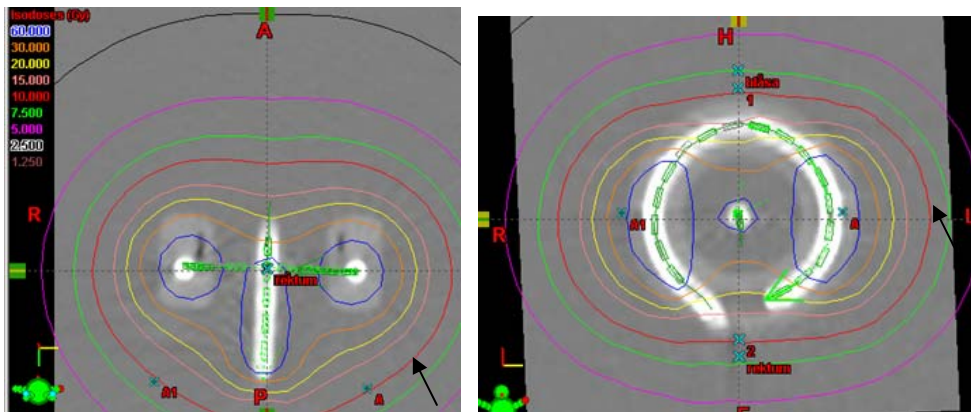 Isodoses (Gy)
60.000
30.000
20.000
15.000
10.000
7.500
5.000
2.500
1.250
A
R
rektum
A1
P
A
H
blåsa
1
R
A1
A
2
rektum